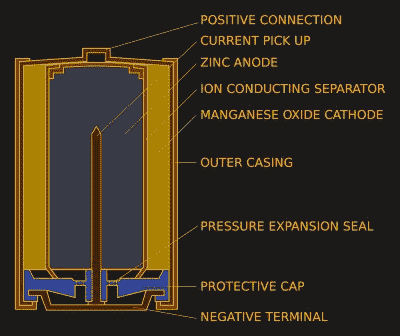 POSITIVE CONNECTION
CURRENT PICK UP
ZINC ANODE
ION CONDUCTING SEPARATOR
MANGANESE OXIDE CATHODE
OUTER CASING
PRESSURE EXPANSION SEAL
PROTECTIVE CAP
NEGATIVE TERMINAL